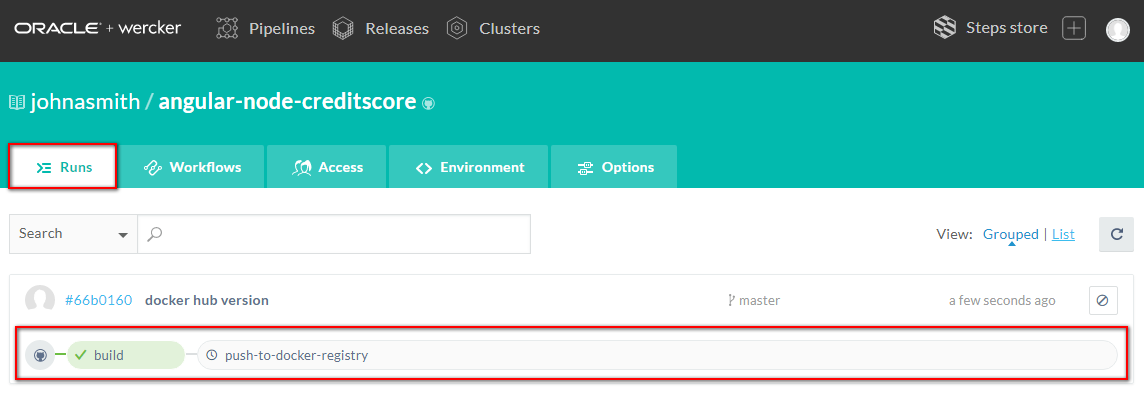 ORACLE + wercker Pipelines Releases Clusters Steps store
johnasmith / angular-node-creditscore
Runs Workflows Access Environment Options
Search View: Grouped | List
#66b0160 docker hub version master a few seconds ago
build push-to-docker-registry